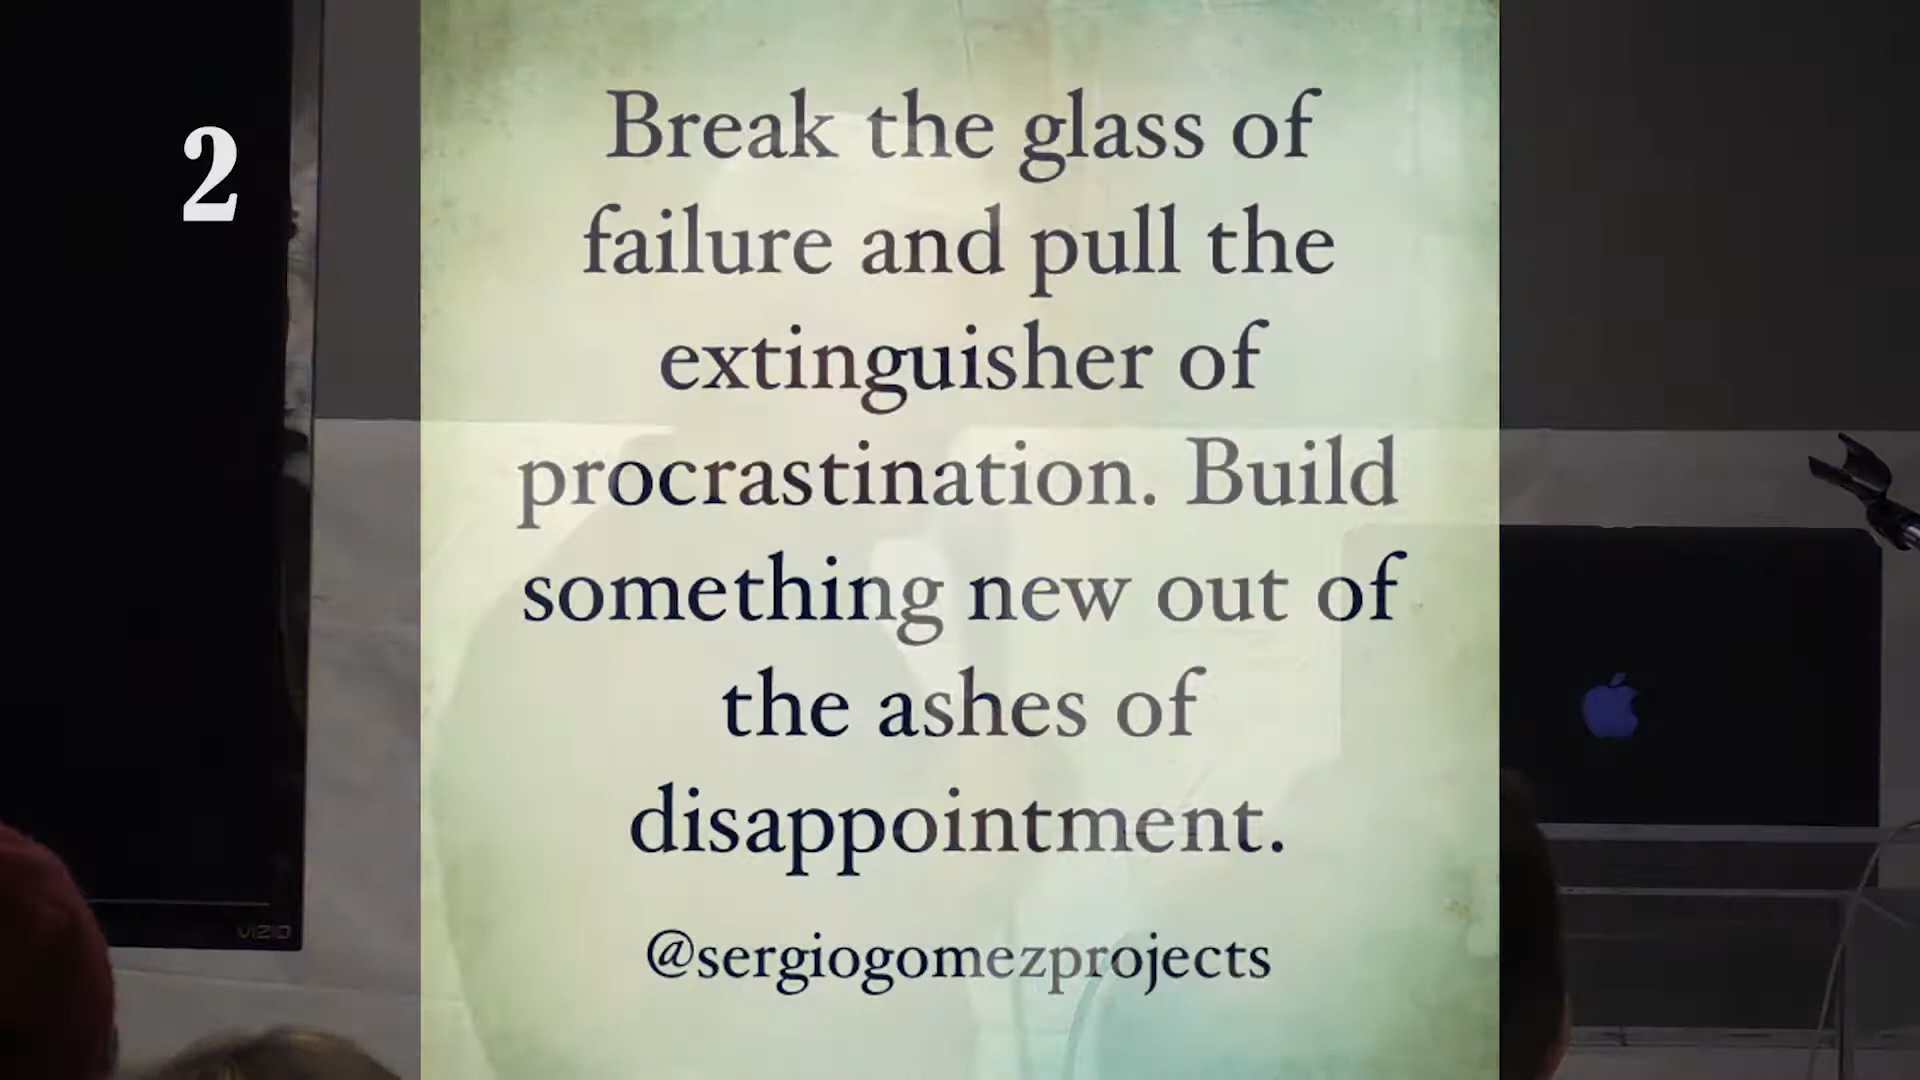 2
Break the glass of
failure and pull the
extinguisher of
procrastination. Build
something new out of
the ashes of
disappointment.
@sergiogomezprojects
VIZIO